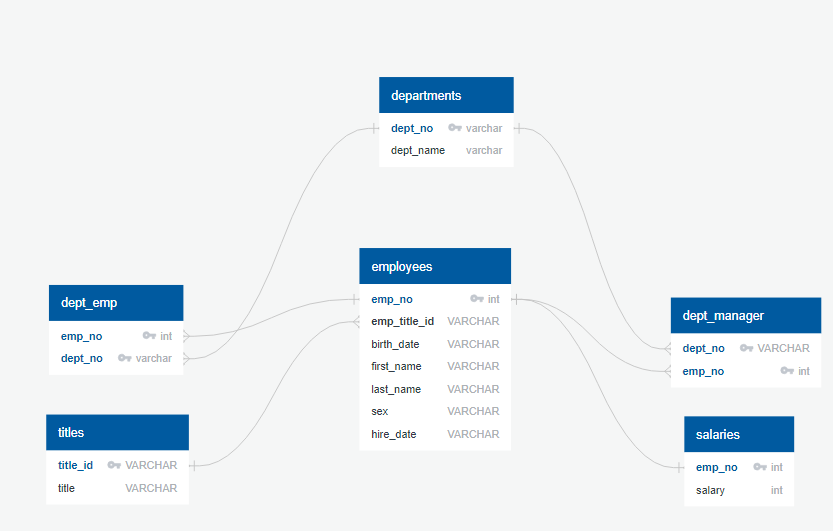 departments
dept_no varchar
dept_name varchar
employees
emp_no int
emp_title_id VARCHAR
birth_date VARCHAR
first_name VARCHAR
last_name VARCHAR
sex VARCHAR
hire_date VARCHAR
dept_emp
emp_no int
dept_no varchar
titles
title_id VARCHAR
title VARCHAR
dept_manager
dept_no VARCHAR
emp_no int
salaries
emp_no int
salary int